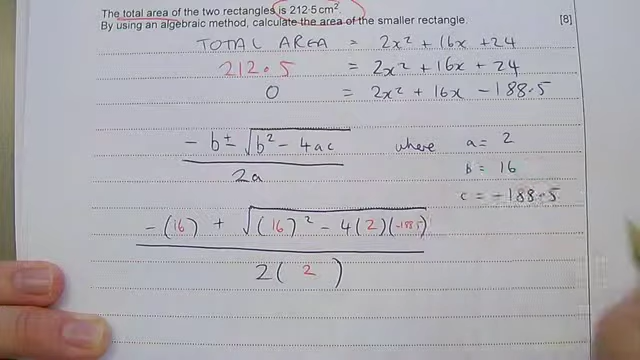 The total area of the two rectangles is 212·5 cm².
By using an algebraic method, calculate the area of the smaller rectangle. [8]
TOTAL AREA = 2x² + 16x + 24
212.5 = 2x² + 16x + 24
0 = 2x² + 16x - 188.5
-b ± √b² - 4ac
2a
where a = 2
b = 16
c = -188.5
-(16) + √(16)² - 4(2)(-188.5)
2( 2 )